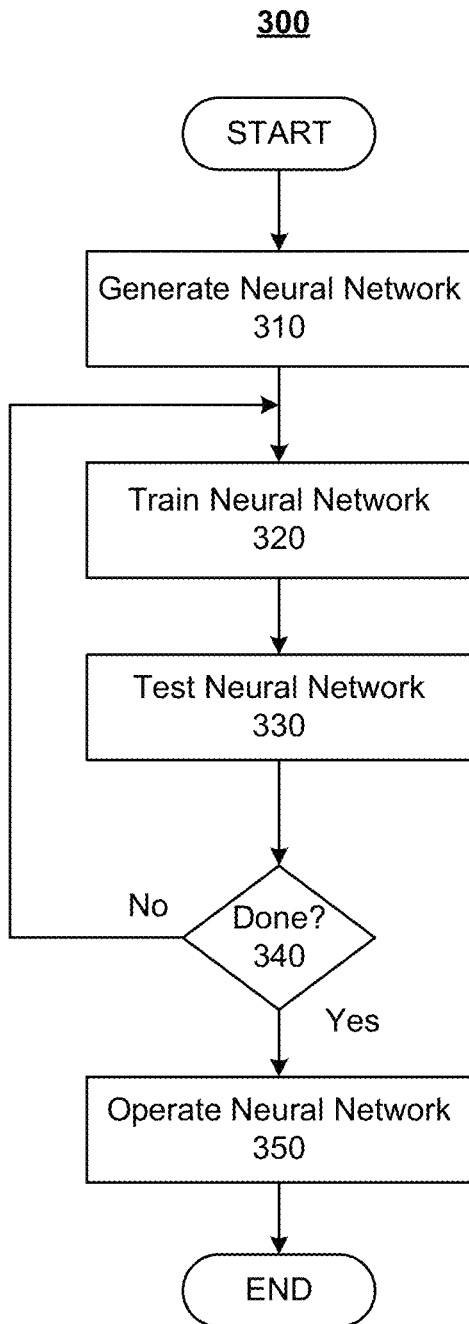 300
START
Generate Neural Network
310
Train Neural Network
320
Test Neural Network
330
No
Done?
340
Yes
Operate Neural Network
350
END